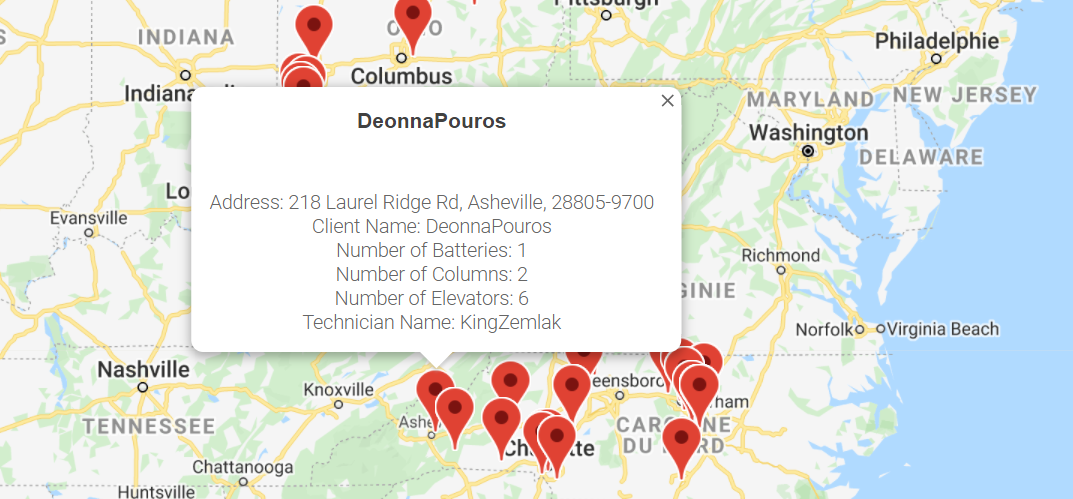 Pittsburgh
INDIANA
OHIO
Philadelphie
Columbus
MARYLAND
NEW JERSEY
Washington
DELAWARE
DeonnaPouros
Address: 218 Laurel Ridge Rd, Asheville, 28805-9700
Client Name: DeonnaPouros
Number of Batteries: 1
Number of Columns: 2
Number of Elevators: 6
Technician Name: KingZemlak
Lo
Evansville
Richmond
GINIE
Norfolk
Virginia Beach
Nashville
Knoxville
eensboro
ham
TENNESSEE
Ashe
Ch
tte
CAROLINE
DU NORD
Chattanooga
Huntsville